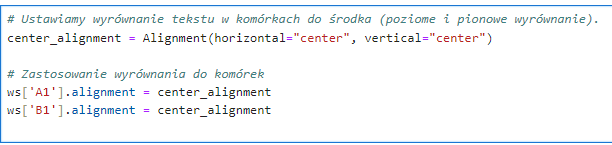 # Ustawiamy wyrównanie tekstu w komórkach do środka (poziome i pionowe wyrównanie).
center_alignment = Alignment(horizontal="center", vertical="center")
# Zastosowanie wyrównania do komórek
ws['A1'].alignment = center_alignment
ws['B1'].alignment = center_alignment